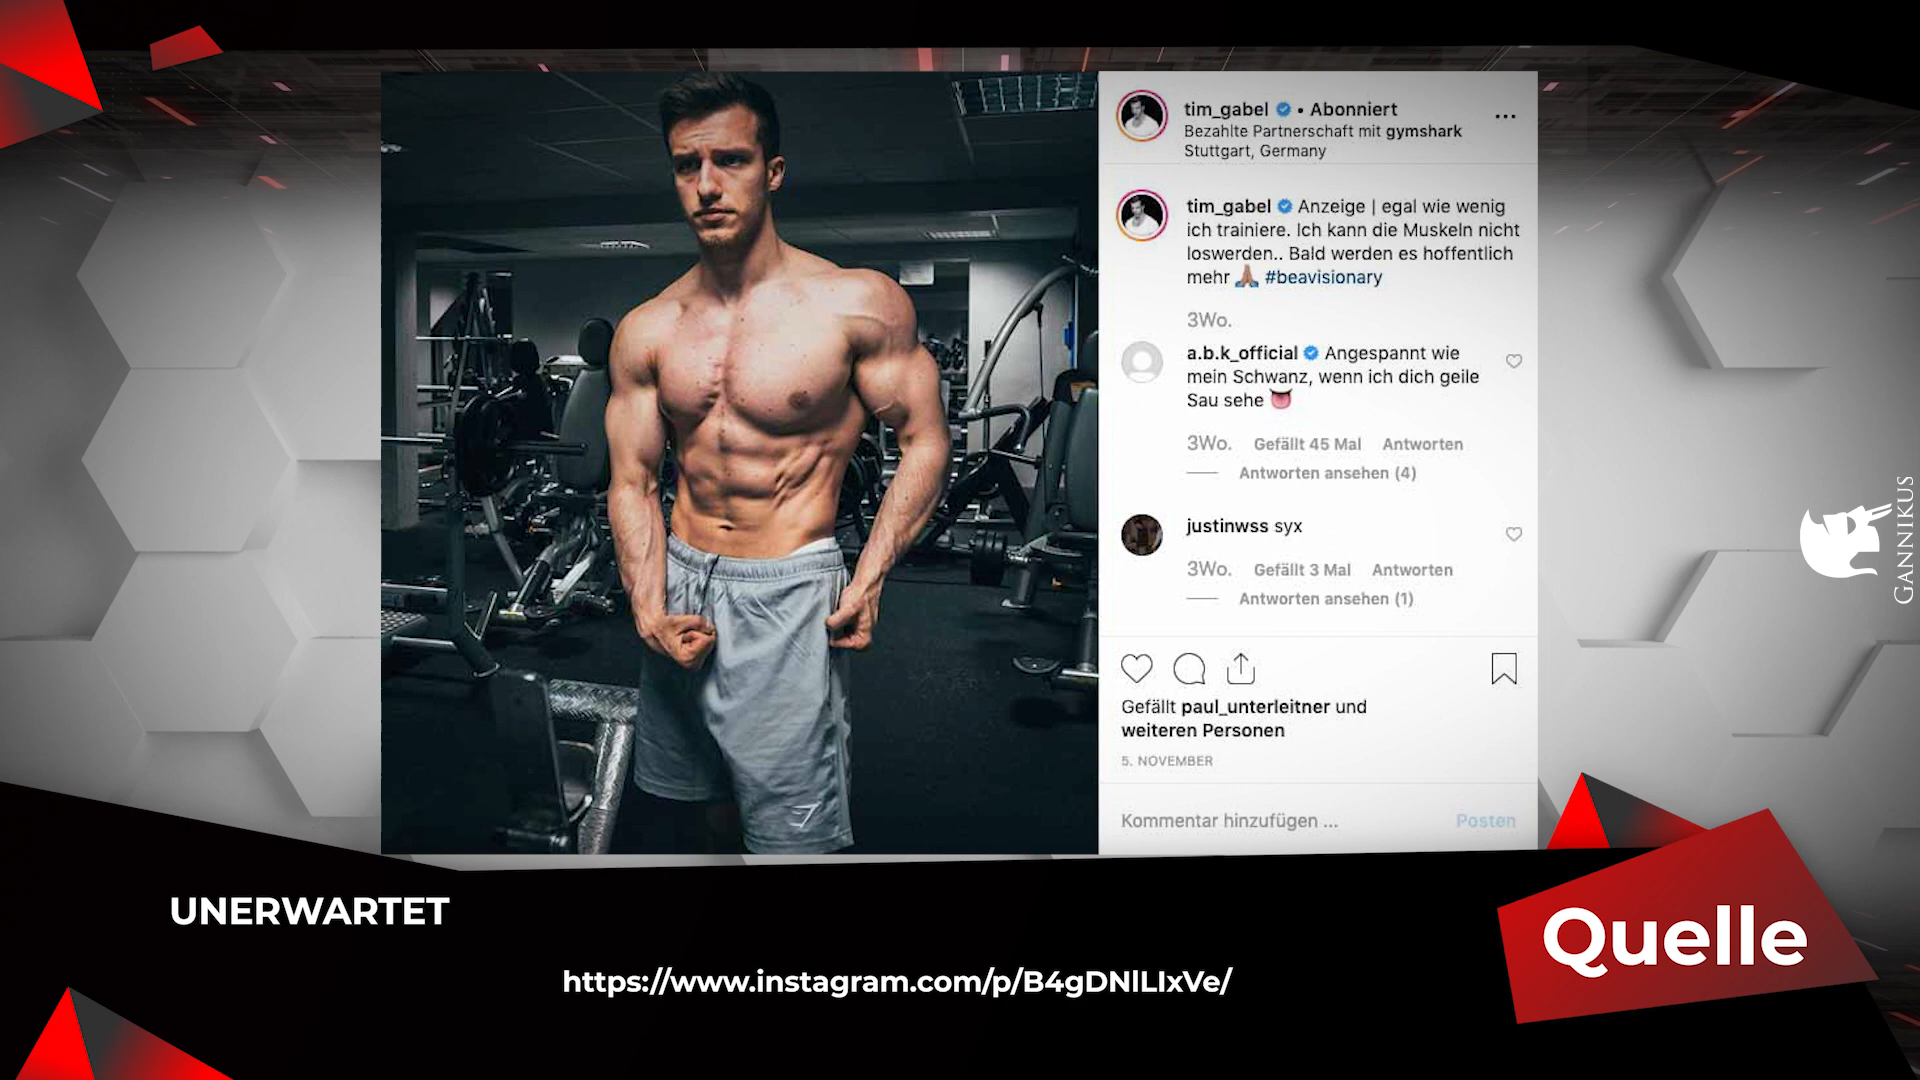 tim_gabel • Abonniert
Bezahlte Partnerschaft mit gymshark
Stuttgart, Germany
tim_gabel Anzeige | egal wie wenig
ich trainiere. Ich kann die Muskeln nicht
loswerden.. Bald werden es hoffentlich
mehr 🙏🏽 #beavisionary
3Wo.
a.b.k_official Angespannt wie
mein Schwanz, wenn ich dich geile
Sau sehe 👅
3Wo. Gefällt 45 Mal Antworten
Antworten ansehen (4)
justinwss syx
3Wo. Gefällt 3 Mal Antworten
Antworten ansehen (1)
Gefällt paul_unterleitner und
weiteren Personen
5. NOVEMBER
Kommentar hinzufügen ... Posten
GANNIKUS
UNERWARTET
Quelle
https://www.instagram.com/p/B4gDNlLIxVe/